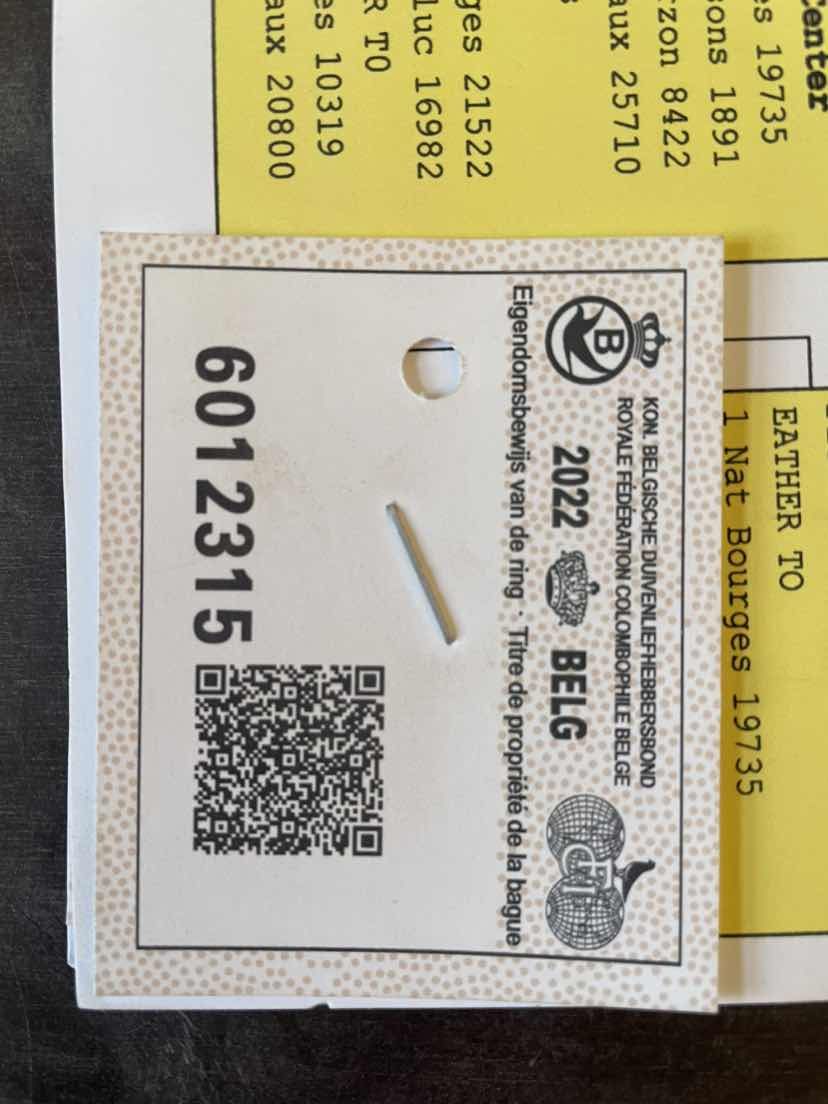 Center
es 19735
ons 1891
zon 8422
aux 25710
ges 21522
luc 16982
R TO
es 10319
aux 20800
EATHER TO
1 Nat Bourges 19735
B
KON. BELGISCHE DUIVENLIEFHEBBERSBOND
ROYALE FÉDÉRATION COLOMBOPHILE BELGE
2022 BELG
FCI
Eigendomsbewijs van de ring · Titre de propriété de la bague
6012315